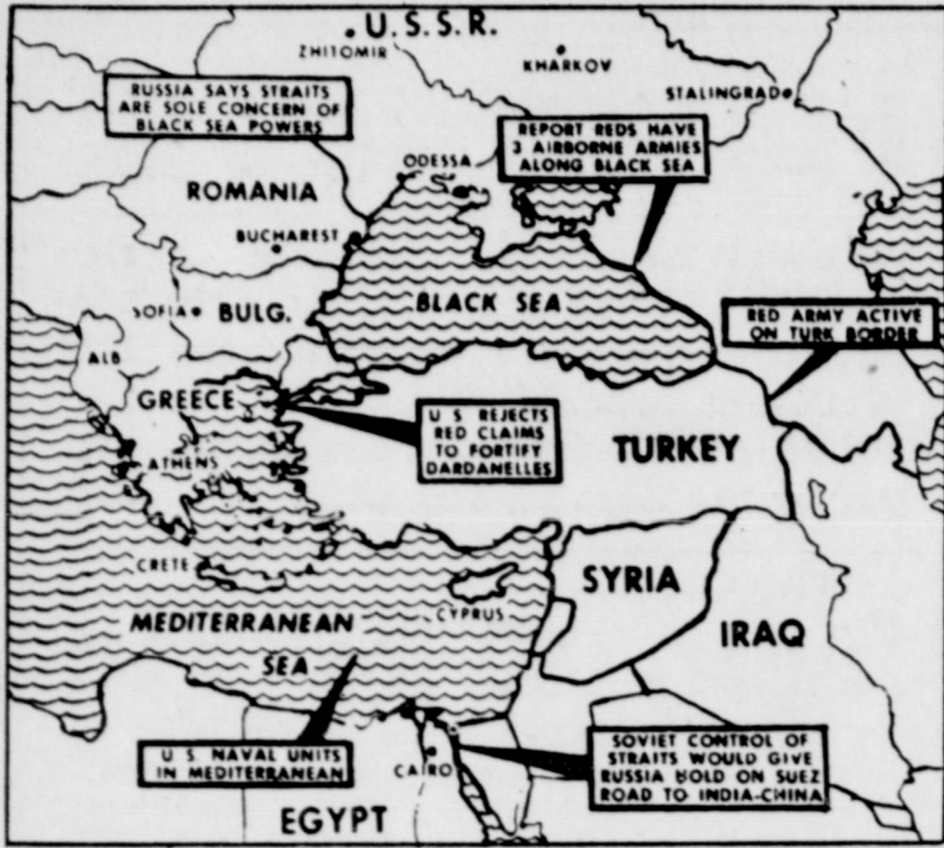 U.S.S.R.
ZHITOMIR
KHARKOV
STALINGRAD
RUSSIA SAYS STRAITS
ARE SOLE CONCERN OF
BLACK SEA POWERS
REPORT REDS HAVE
3 AIRBORNE ARMIES
ALONG BLACK SEA
ODESSA
ROMANIA
BUCHAREST
BLACK SEA
SOFIA
BULG.
RED ARMY ACTIVE
ON TURK BORDER
ALB
GREECE
U S REJECTS
RED CLAIMS
TO FORTIFY
DARDANELLES
TURKEY
ATHENS
CRETE
SYRIA
CYPRUS
MEDITERRANEAN
SEA
IRAQ
U. S. NAVAL UNITS
IN MEDITERRANEAN
CAIRO
SOVIET CONTROL OF
STRAITS WOULD GIVE
RUSSIA HOLD ON SUEZ
ROAD TO INDIA-CHINA
EGYPT